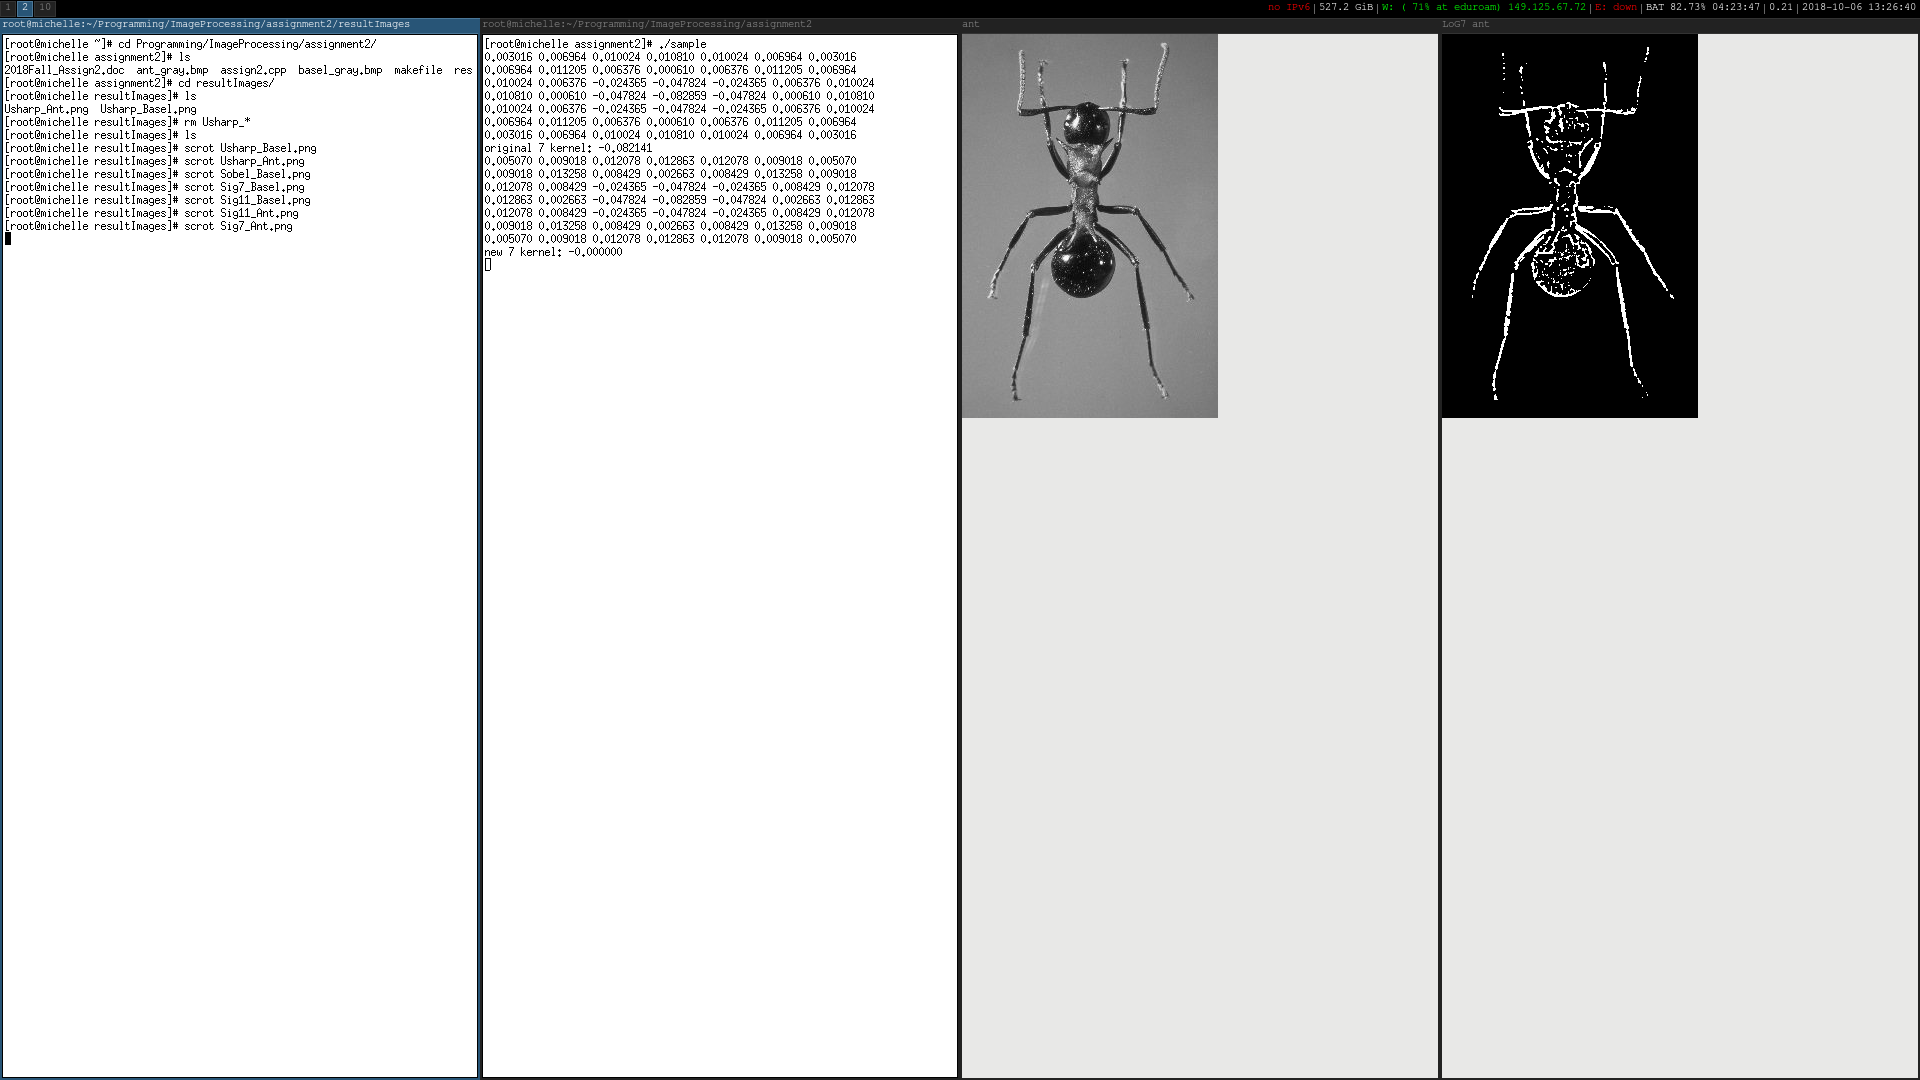 1 2 10
no IPv6|527.2 GiB|W: ( 71% at eduroam) 149.125.67.72|E: down|BAT 82.73% 04:23:47|0.21|2018-10-06 13:26:40
root@michelle:~/Programming/ImageProcessing/assignment2/resultImages
[root@michelle ~]# cd Programming/ImageProcessing/assignment2/
[root@michelle assignment2]# ls
2018Fall_Assign2.doc ant_gray.bmp assign2.cpp basel_gray.bmp makefile res
[root@michelle assignment2]# cd resultImages/
[root@michelle resultImages]# ls
Usharp_Ant.png Usharp_Basel.png
[root@michelle resultImages]# rm Usharp_*
[root@michelle resultImages]# ls
[root@michelle resultImages]# scrot Usharp_Basel.png
[root@michelle resultImages]# scrot Usharp_Ant.png
[root@michelle resultImages]# scrot Sobel_Basel.png
[root@michelle resultImages]# scrot Sig7_Basel.png
[root@michelle resultImages]# scrot Sig11_Basel.png
[root@michelle resultImages]# scrot Sig11_Ant.png
[root@michelle resultImages]# scrot Sig7_Ant.png
root@michelle:~/Programming/ImageProcessing/assignment2
[root@michelle assignment2]# ./sample
0.003016 0.006964 0.010024 0.010810 0.010024 0.006964 0.003016
0.006964 0.011205 0.006376 0.000610 0.006376 0.011205 0.006964
0.010024 0.006376 -0.024365 -0.047824 -0.024365 0.006376 0.010024
0.010810 0.000610 -0.047824 -0.082859 -0.047824 0.000610 0.010810
0.010024 0.006376 -0.024365 -0.047824 -0.024365 0.006376 0.010024
0.006964 0.011205 0.006376 0.000610 0.006376 0.011205 0.006964
0.003016 0.006964 0.010024 0.010810 0.010024 0.006964 0.003016
original 7 kernel: -0.082141
0.005070 0.009018 0.012078 0.012863 0.012078 0.009018 0.005070
0.009018 0.013258 0.008429 0.002663 0.008429 0.013258 0.009018
0.012078 0.008429 -0.024365 -0.047824 -0.024365 0.008429 0.012078
0.012863 0.002663 -0.047824 -0.082859 -0.047824 0.002663 0.012863
0.012078 0.008429 -0.024365 -0.047824 -0.024365 0.008429 0.012078
0.009018 0.013258 0.008429 0.002663 0.008429 0.013258 0.009018
0.005070 0.009018 0.012078 0.012863 0.012078 0.009018 0.005070
new 7 kernel: -0.000000
ant
LoG7 ant